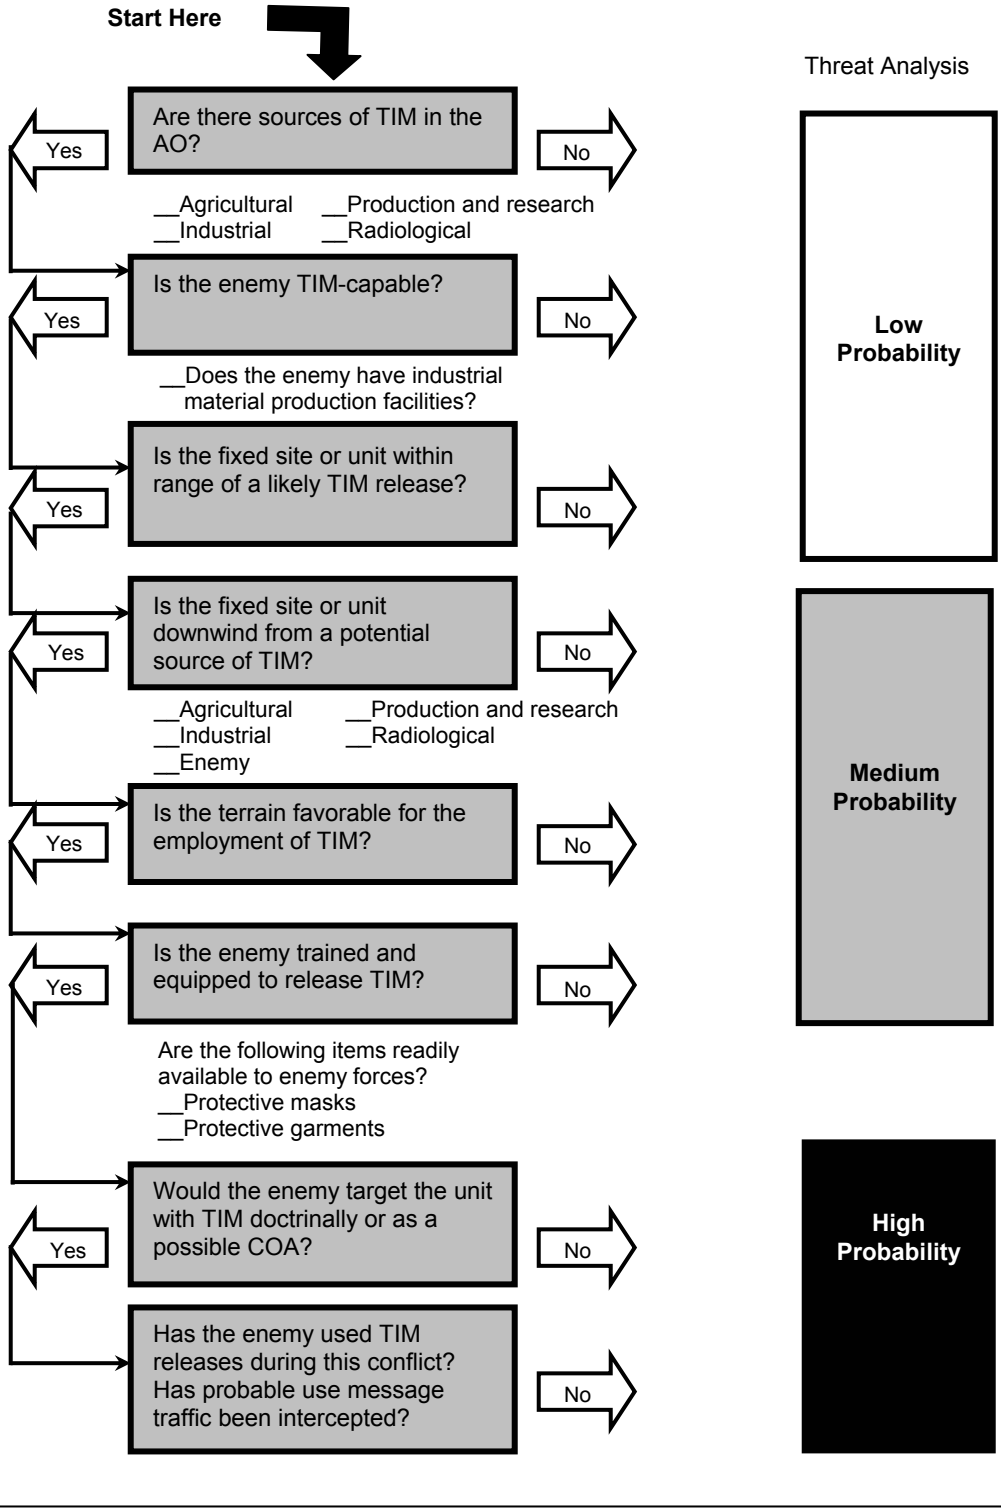 Start Here
Threat Analysis
Are there sources of TIM in the
AO?
Yes
No
__Agricultural __Production and research
__Industrial __Radiological
Is the enemy TIM-capable?
Yes
No
__Does the enemy have industrial
material production facilities?
Low
Probability
Is the fixed site or unit within
range of a likely TIM release?
Yes
No
Is the fixed site or unit
downwind from a potential
source of TIM?
Yes
No
__Agricultural __Production and research
__Industrial __Radiological
__Enemy
Medium
Probability
Is the terrain favorable for the
employment of TIM?
Yes
No
Is the enemy trained and
equipped to release TIM?
Yes
No
Are the following items readily
available to enemy forces?
__Protective masks
__Protective garments
Would the enemy target the unit
with TIM doctrinally or as a
possible COA?
Yes
No
High
Probability
Has the enemy used TIM
releases during this conflict?
Has probable use message
traffic been intercepted?
No